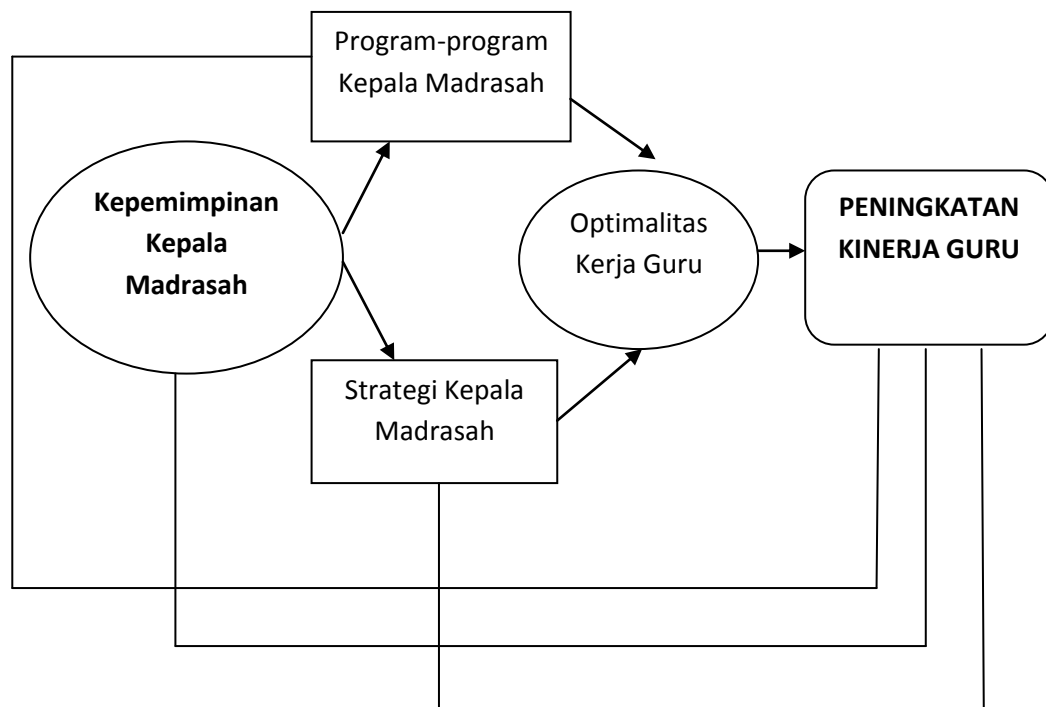 Program-program
Kepala Madrasah
Kepemimpinan
Kepala
Madrasah
Optimalitas
Kerja Guru
PENINGKATAN
KINERJA GURU
Strategi Kepala
Madrasah